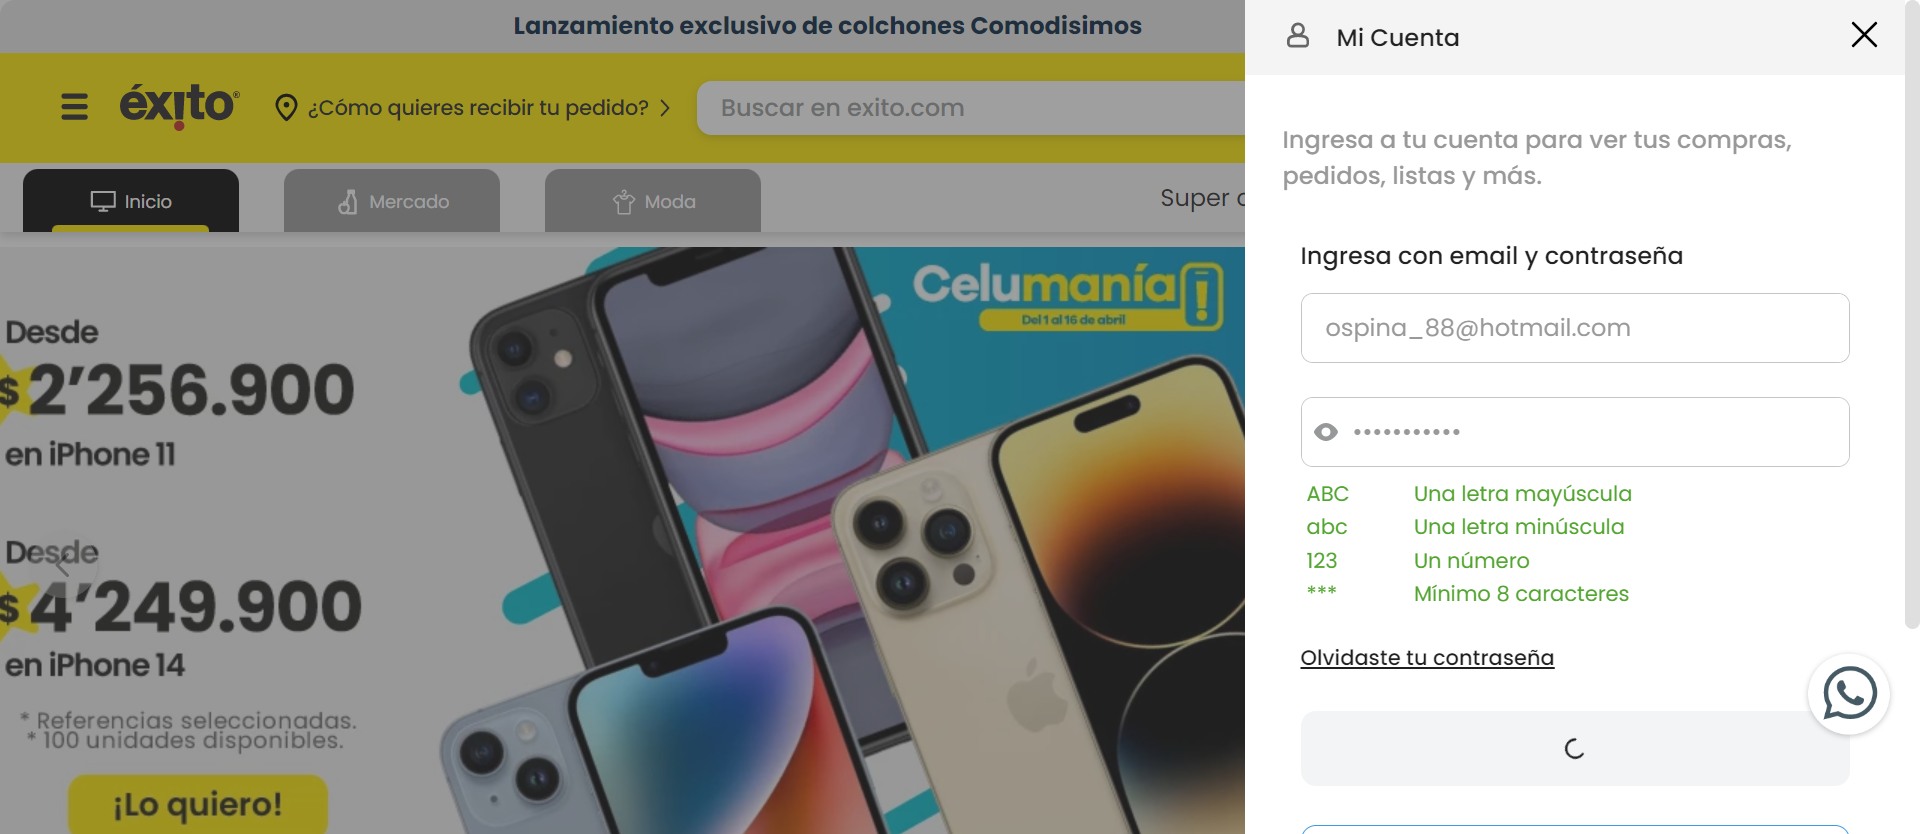 Lanzamiento exclusivo de colchones Comodisimos
éxito®
¿Cómo quieres recibir tu pedido?
Buscar en exito.com
Inicio
Mercado
Moda
Super
Celumanía
Del 1 al 16 de abril
Desde
$2'256.900
en iPhone 11
Desde
$4'249.900
en iPhone 14
* Referencias seleccionadas.
* 100 unidades disponibles.
¡Lo quiero!
Mi Cuenta
Ingresa a tu cuenta para ver tus compras,
pedidos, listas y más.
Ingresa con email y contraseña
ospina_88@hotmail.com
•••••••••••
ABC Una letra mayúscula
abc Una letra minúscula
123 Un número
*** Mínimo 8 caracteres
Olvidaste tu contraseña